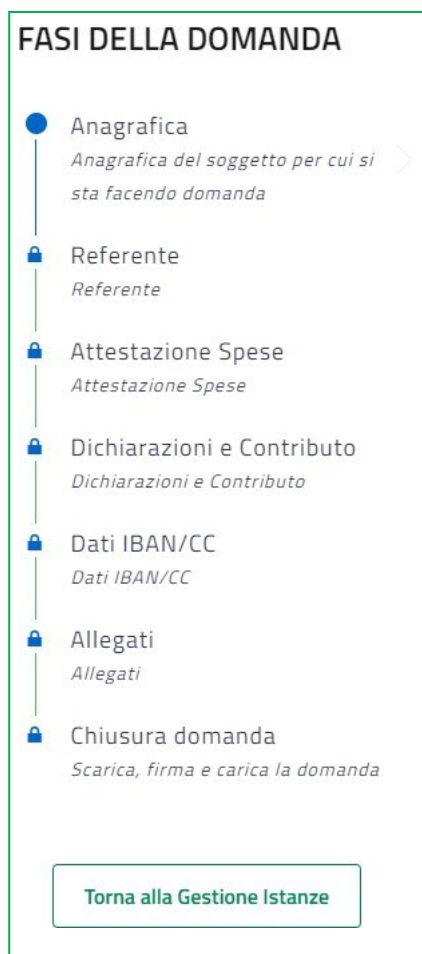 FASI DELLA DOMANDA
Anagrafica
Anagrafica del soggetto per cui si
sta facendo domanda
Referente
Referente
Attestazione Spese
Attestazione Spese
Dichiarazioni e Contributo
Dichiarazioni e Contributo
Dati IBAN/CC
Dati IBAN/CC
Allegati
Allegati
Chiusura domanda
Scarica, firma e carica la domanda
Torna alla Gestione Istanze